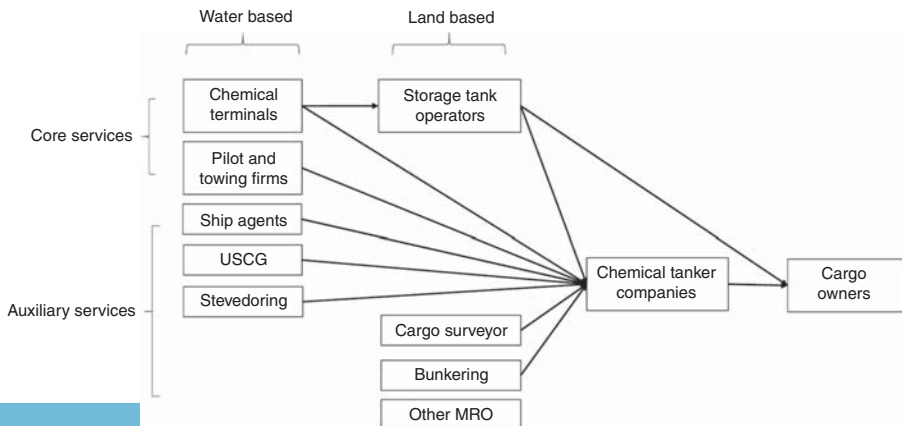 Water based
Land based
Chemical
terminals
Storage tank
operators
Core services
Pilot and
towing firms
Ship agents
USCG
Chemical tanker
companies
Cargo
owners
Auxiliary services
Stevedoring
Cargo surveyor
Bunkering
Other MRO